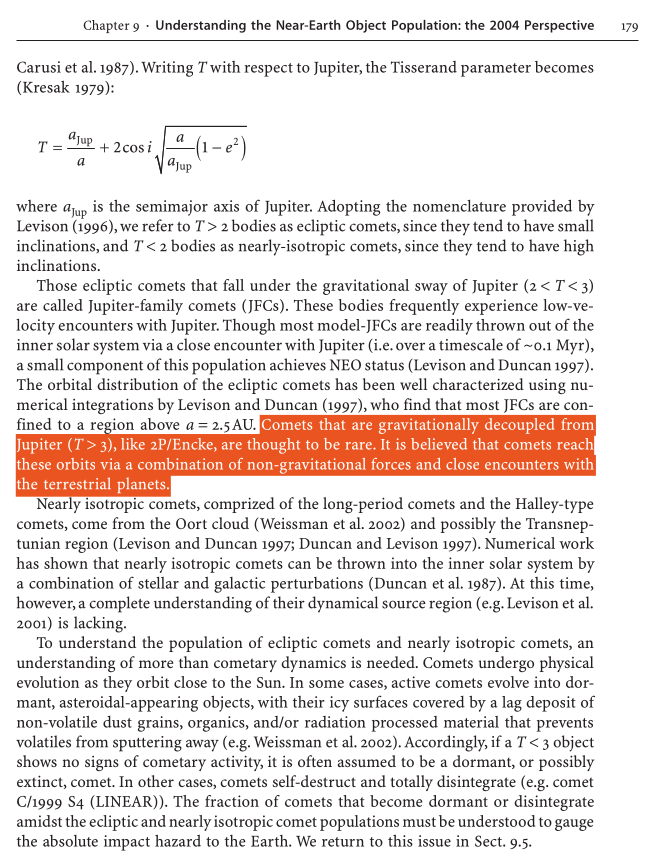 Chapter 9 · Understanding the Near-Earth Object Population: the 2004 Perspective 179
Carusi et al. 1987). Writing T with respect to Jupiter, the Tisserand parameter becomes
(Kresak 1979):
T = a_Jup / a + 2 cos i √(a / a_Jup (1 − e²))
where a_Jup is the semimajor axis of Jupiter. Adopting the nomenclature provided by
Levison (1996), we refer to T > 2 bodies as ecliptic comets, since they tend to have small
inclinations, and T < 2 bodies as nearly-isotropic comets, since they tend to have high
inclinations.
Those ecliptic comets that fall under the gravitational sway of Jupiter (2 < T < 3)
are called Jupiter-family comets (JFCs). These bodies frequently experience low-ve-
locity encounters with Jupiter. Though most model-JFCs are readily thrown out of the
inner solar system via a close encounter with Jupiter (i.e. over a timescale of ~0.1 Myr),
a small component of this population achieves NEO status (Levison and Duncan 1997).
The orbital distribution of the ecliptic comets has been well characterized using nu-
merical integrations by Levison and Duncan (1997), who find that most JFCs are con-
fined to a region above a = 2.5 AU. Comets that are gravitationally decoupled from
Jupiter (T > 3), like 2P/Encke, are thought to be rare. It is believed that comets reach
these orbits via a combination of non-gravitational forces and close encounters with
the terrestrial planets.
Nearly isotropic comets, comprized of the long-period comets and the Halley-type
comets, come from the Oort cloud (Weissman et al. 2002) and possibly the Transnep-
tunian region (Levison and Duncan 1997; Duncan and Levison 1997). Numerical work
has shown that nearly isotropic comets can be thrown into the inner solar system by
a combination of stellar and galactic perturbations (Duncan et al. 1987). At this time,
however, a complete understanding of their dynamical source region (e.g. Levison et al.
2001) is lacking.
To understand the population of ecliptic comets and nearly isotropic comets, an
understanding of more than cometary dynamics is needed. Comets undergo physical
evolution as they orbit close to the Sun. In some cases, active comets evolve into dor-
mant, asteroidal-appearing objects, with their icy surfaces covered by a lag deposit of
non-volatile dust grains, organics, and/or radiation processed material that prevents
volatiles from sputtering away (e.g. Weissman et al. 2002). Accordingly, if a T < 3 object
shows no signs of cometary activity, it is often assumed to be a dormant, or possibly
extinct, comet. In other cases, comets self-destruct and totally disintegrate (e.g. comet
C/1999 S4 (LINEAR)). The fraction of comets that become dormant or disintegrate
amidst the ecliptic and nearly isotropic comet populations must be understood to gauge
the absolute impact hazard to the Earth. We return to this issue in Sect. 9.5.